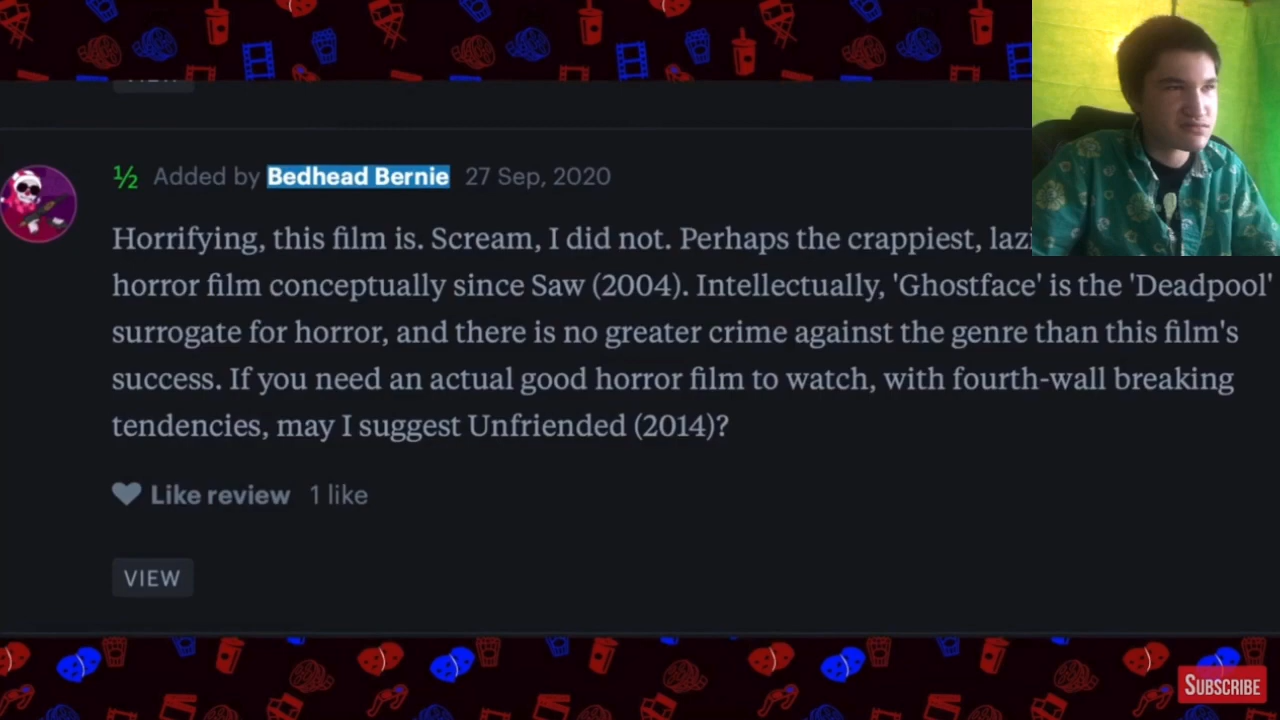 ½ Added by Bedhead Bernie 27 Sep, 2020
Horrifying, this film is. Scream, I did not. Perhaps the crappiest,
horror film conceptually since Saw (2004). Intellectually, 'Ghostface' is the 'Deadpool'
surrogate for horror, and there is no greater crime against the genre than this film's
success. If you need an actual good horror film to watch, with fourth-wall breaking
tendencies, may I suggest Unfriended (2014)?
Like review 1 like
VIEW
SUBSCRIBE